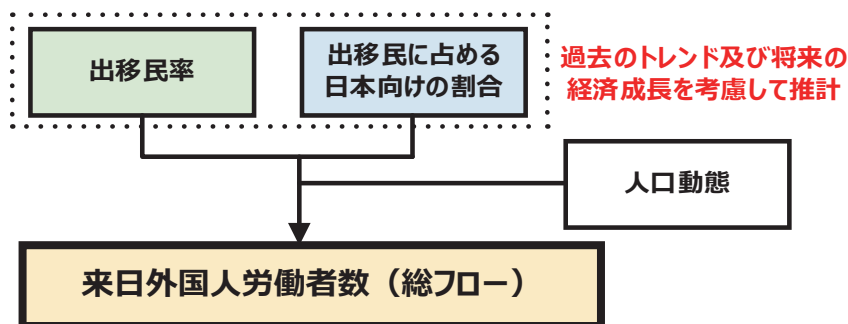 出移民率
出移民に占める
日本向けの割合
過去のトレンド及び将来の
経済成長を考慮して推計
人口動態
来日外国人労働者数（総フロー）